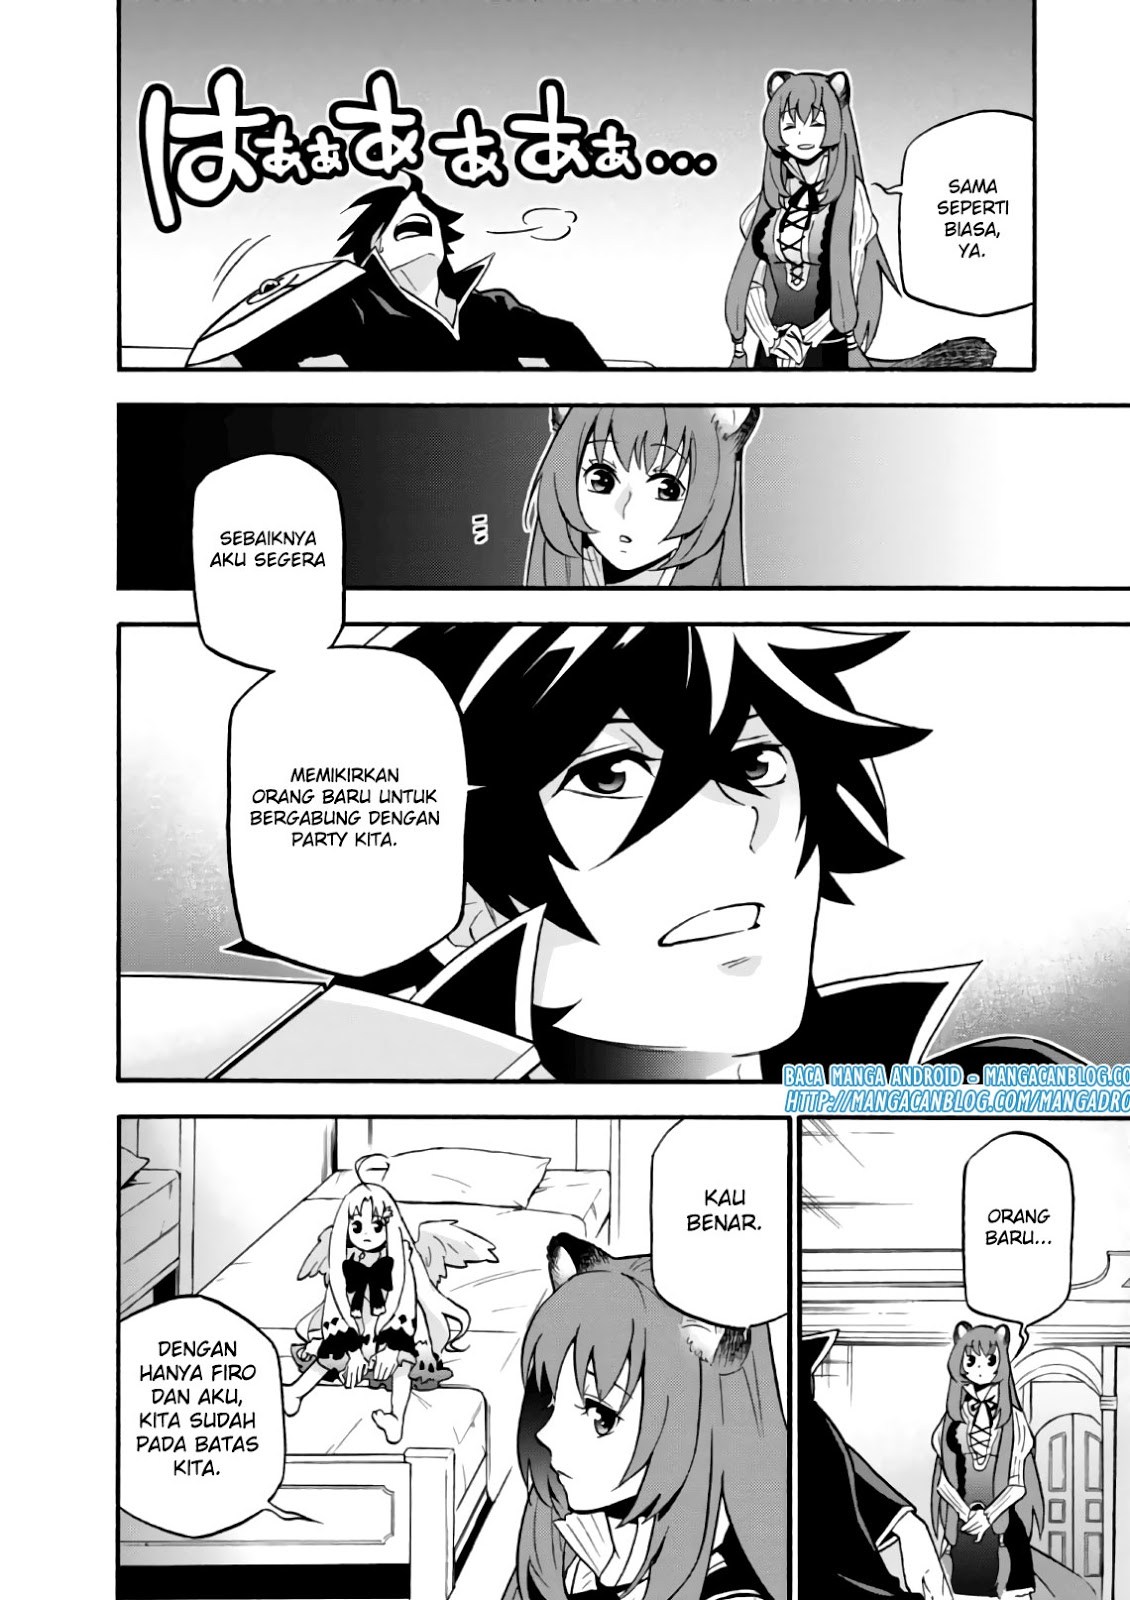 はぁぁあぁあぁ...
SAMA
SEPERTI
BIASA,
YA.
SEBAIKNYA
AKU SEGERA
MEMIKIRKAN
ORANG BARU UNTUK
BERGABUNG DENGAN
PARTY KITA.
BACA MANGA ANDROID - MANGACANBLOG.CO
HTTP://MANGACANBLOG.COM/MANGADRO
ORANG
BARU...
KAU
BENAR.
DENGAN
HANYA FIRO
DAN AKU,
KITA SUDAH
PADA BATAS
KITA.